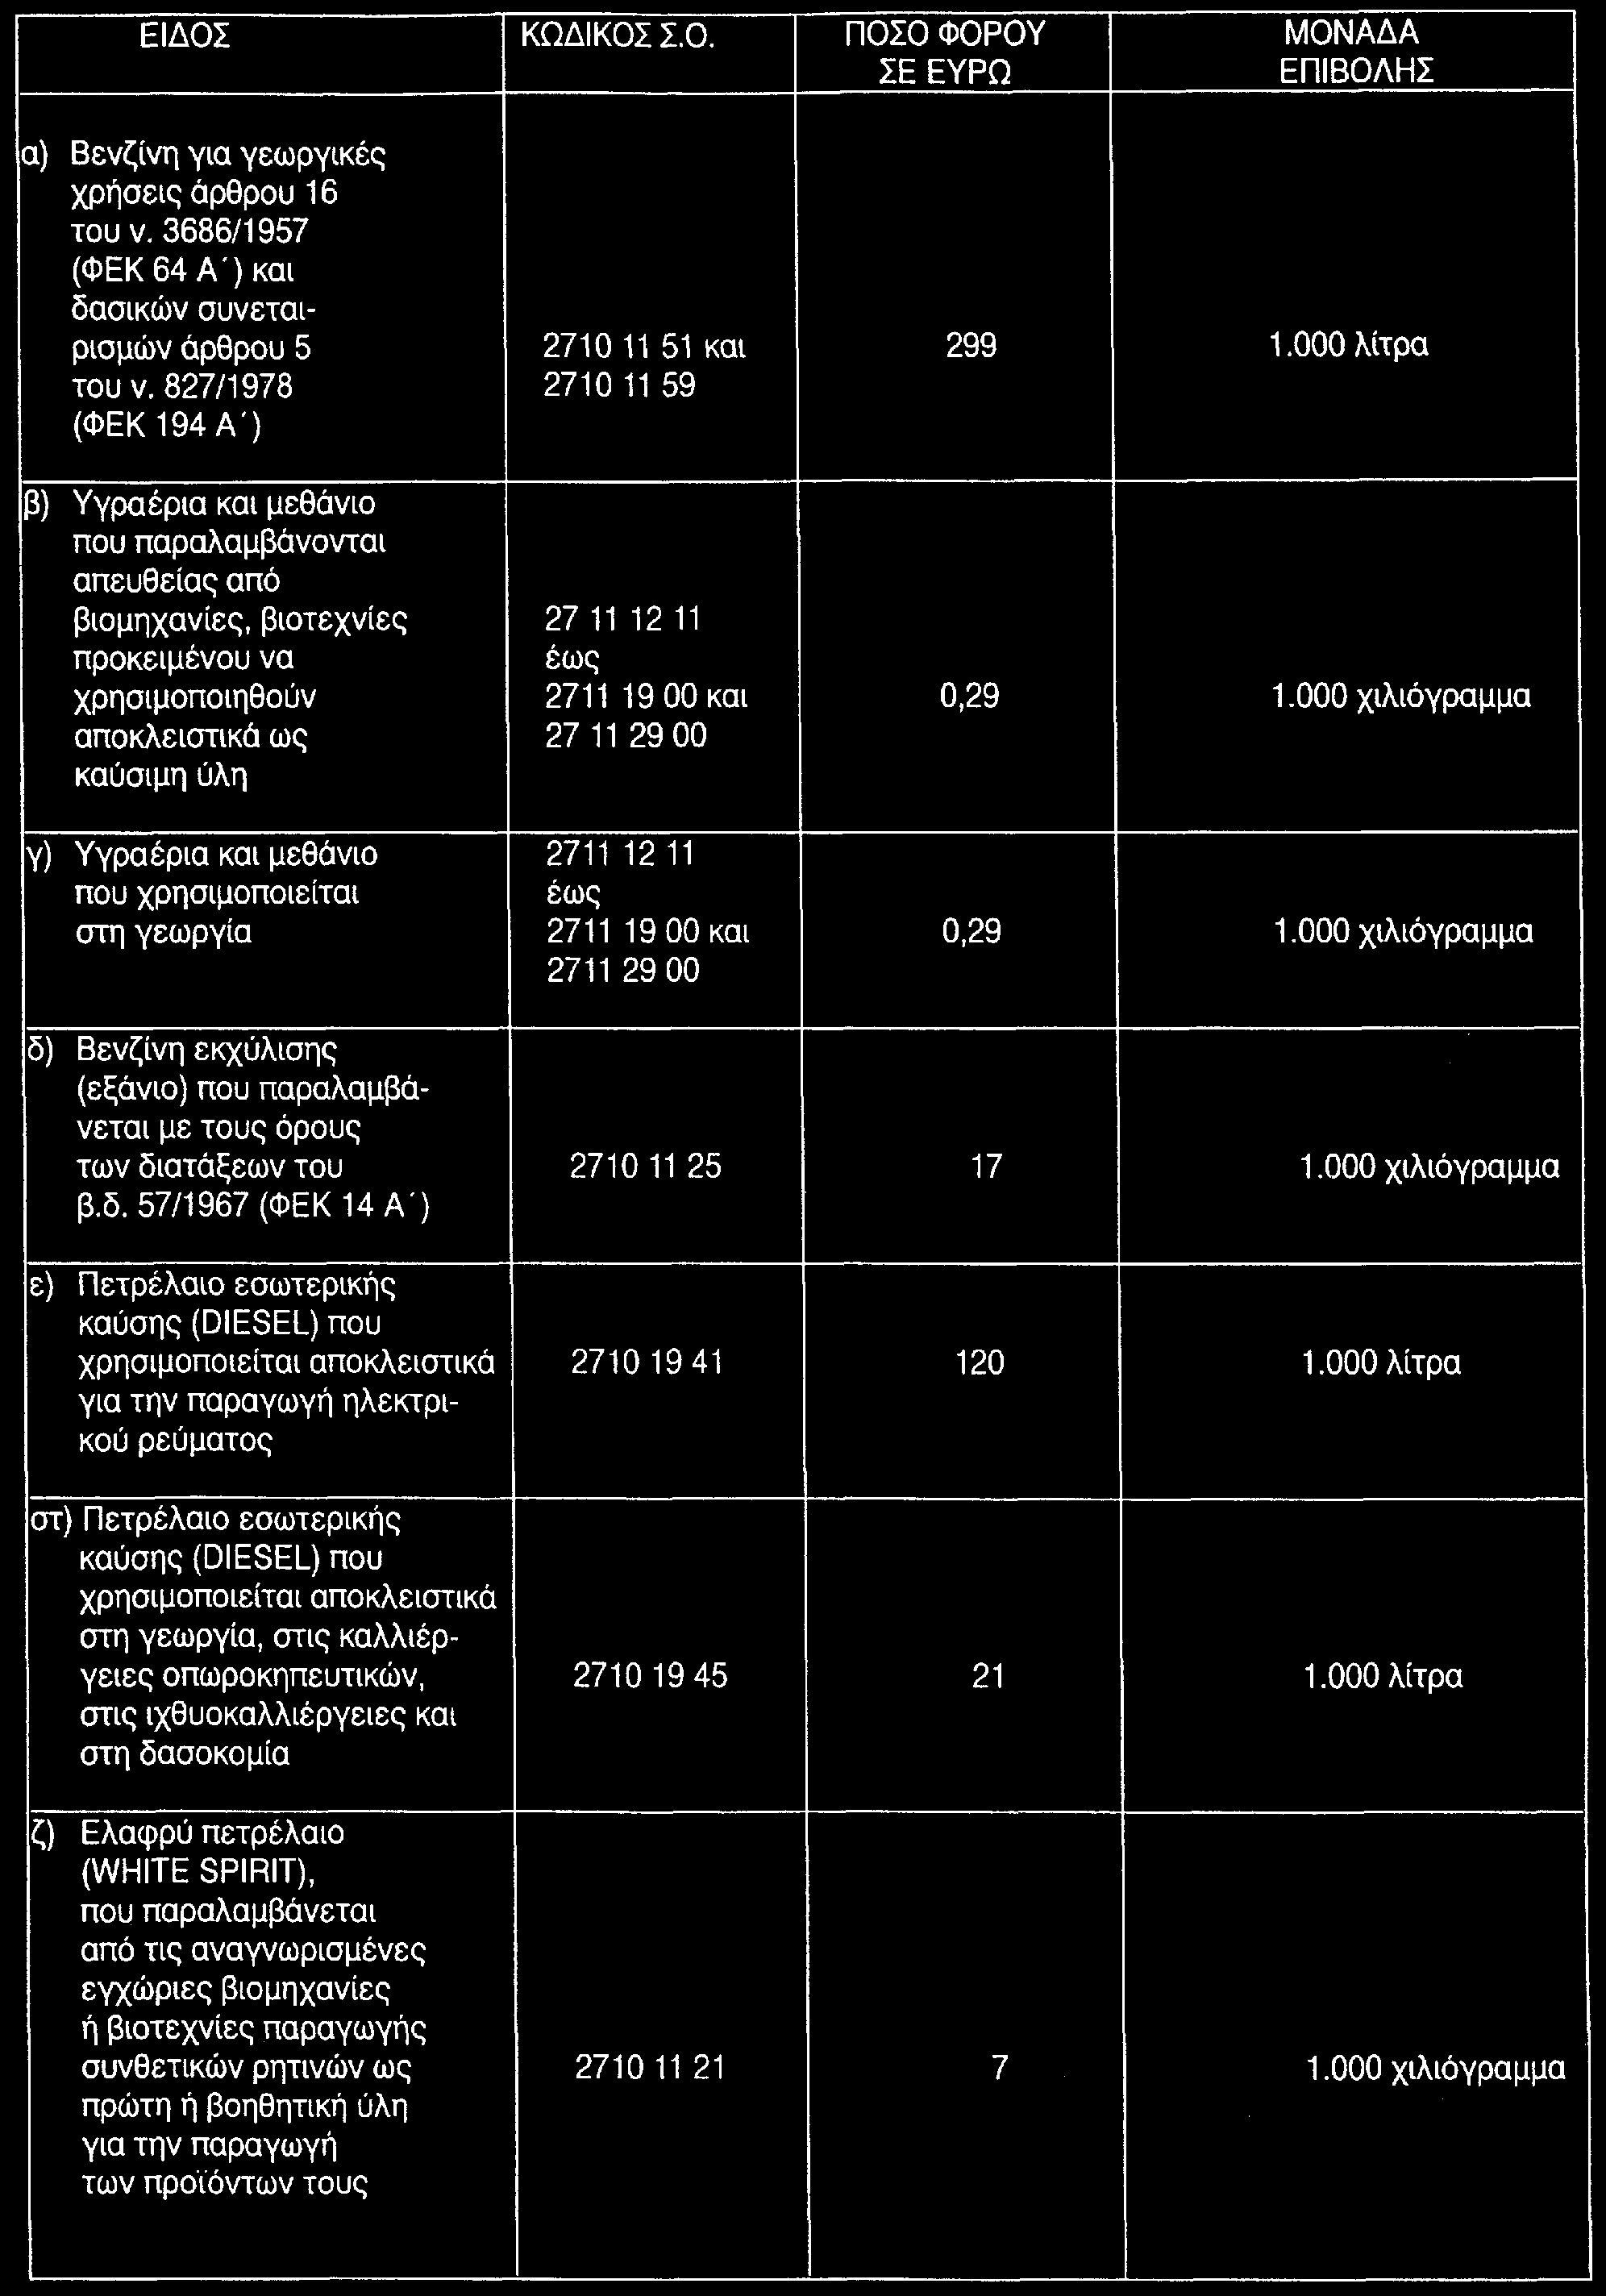 ΕΙΔΟΣ ΚΩΔΙΚΟΣ Σ.Ο. ΠΟΣΟ ΦΟΡΟΥ ΜΟΝΑΔΑ
ΣΕ ΕΥΡΩ ΕΠΙΒΟΛΗΣ
α) Βενζίνη για γεωργικές
χρήσεις άρθρου 16
του ν. 3686/1957
(ΦΕΚ 64 Α΄) και
δασικών συνεται-
ρισμών άρθρου 5 2710 11 51 και 299 1.000 λίτρα
του ν. 827/1978 2710 11 59
(ΦΕΚ 194 Α΄)
β) Υγραέρια και μεθάνιο
που παραλαμβάνονται
απευθείας από
βιομηχανίες, βιοτεχνίες 27 11 12 11
προκειμένου να έως
χρησιμοποιηθούν 2711 19 00 και 0,29 1.000 χιλιόγραμμα
αποκλειστικά ως 27 11 29 00
καύσιμη ύλη
γ) Υγραέρια και μεθάνιο 2711 12 11
που χρησιμοποιείται έως
στη γεωργία 2711 19 00 και 0,29 1.000 χιλιόγραμμα
2711 29 00
δ) Βενζίνη εκχύλισης
(εξάνιο) που παραλαμβά-
νεται με τους όρους
των διατάξεων του 2710 11 25 17 1.000 χιλιόγραμμα
β.δ. 57/1967 (ΦΕΚ 14 Α΄)
ε) Πετρέλαιο εσωτερικής
καύσης (DIESEL) που
χρησιμοποιείται αποκλειστικά 2710 19 41 120 1.000 λίτρα
για την παραγωγή ηλεκτρι-
κού ρεύματος
στ) Πετρέλαιο εσωτερικής
καύσης (DIESEL) που
χρησιμοποιείται αποκλειστικά
στη γεωργία, στις καλλιέρ-
γειες οπωροκηπευτικών, 2710 19 45 21 1.000 λίτρα
στις ιχθυοκαλλιέργειες και
στη δασοκομία
ζ) Ελαφρύ πετρέλαιο
(WHITE SPIRIT),
που παραλαμβάνεται
από τις αναγνωρισμένες
εγχώριες βιομηχανίες
ή βιοτεχνίες παραγωγής
συνθετικών ρητινών ως 2710 11 21 7 1.000 χιλιόγραμμα
πρώτη ή βοηθητική ύλη
για την παραγωγή
των προϊόντων τους